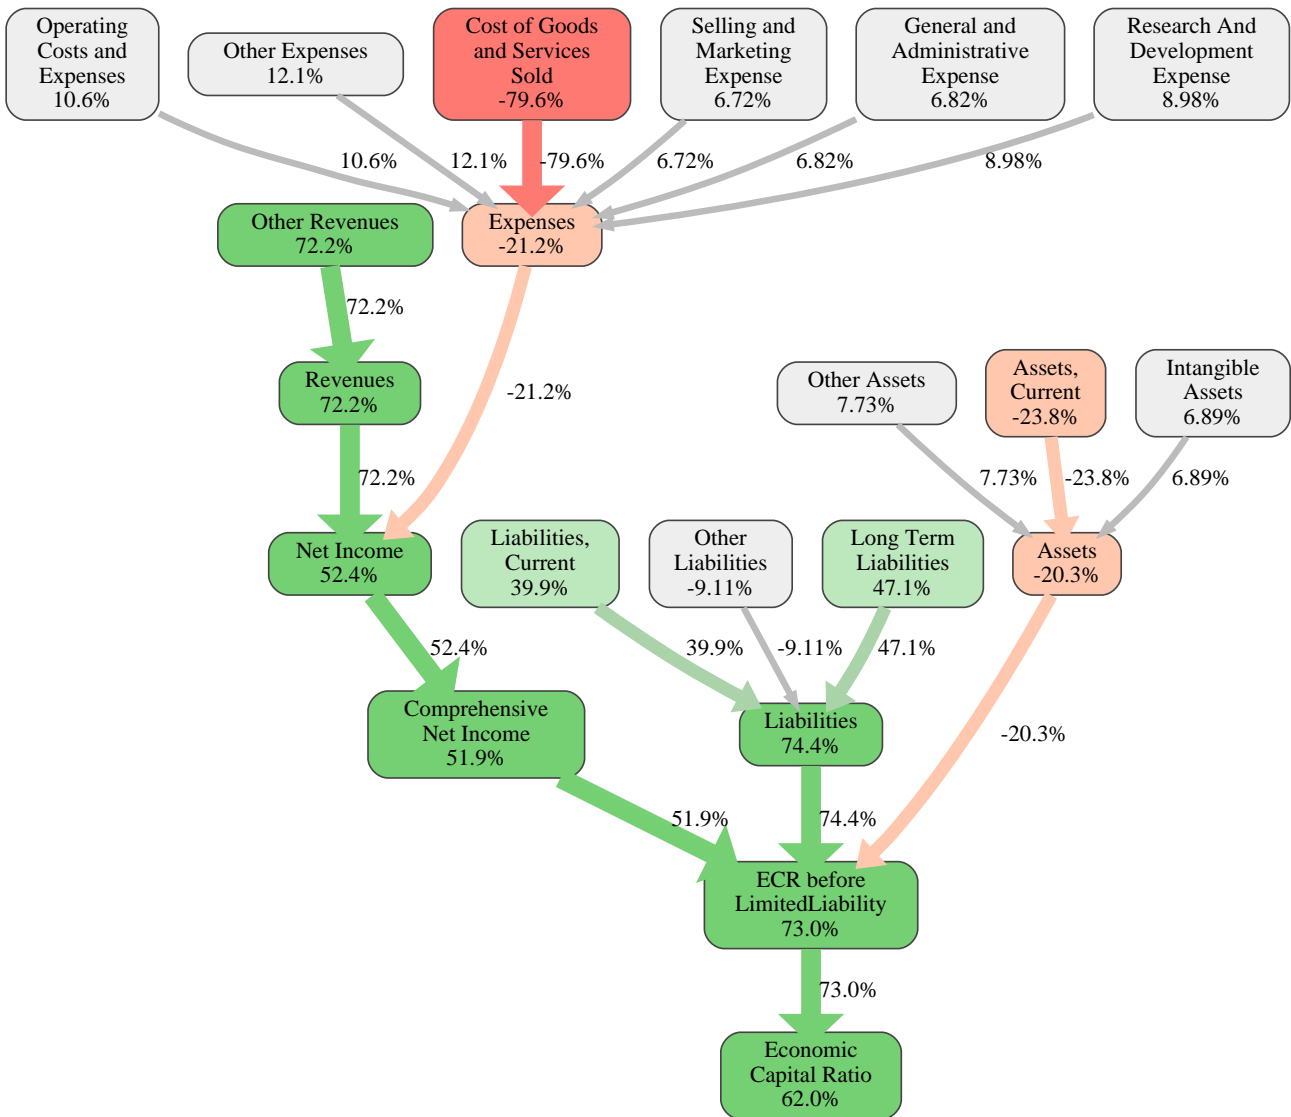 Operating
Costs and
Expenses
10.6%
Other Expenses
12.1%
Cost of Goods
and Services
Sold
-79.6%
Selling and
Marketing
Expense
6.72%
General and
Administrative
Expense
6.82%
Research And
Development
Expense
8.98%
10.6%
12.1%
-79.6%
6.72%
6.82%
8.98%
Other Revenues
72.2%
Expenses
-21.2%
72.2%
-21.2%
Revenues
72.2%
Other Assets
7.73%
Assets,
Current
-23.8%
Intangible
Assets
6.89%
72.2%
7.73%
-23.8%
6.89%
Net Income
52.4%
Liabilities,
Current
39.9%
Other
Liabilities
-9.11%
Long Term
Liabilities
47.1%
Assets
-20.3%
52.4%
39.9%
-9.11%
47.1%
-20.3%
Comprehensive
Net Income
51.9%
Liabilities
74.4%
51.9%
74.4%
ECR before
LimitedLiability
73.0%
73.0%
Economic
Capital Ratio
62.0%